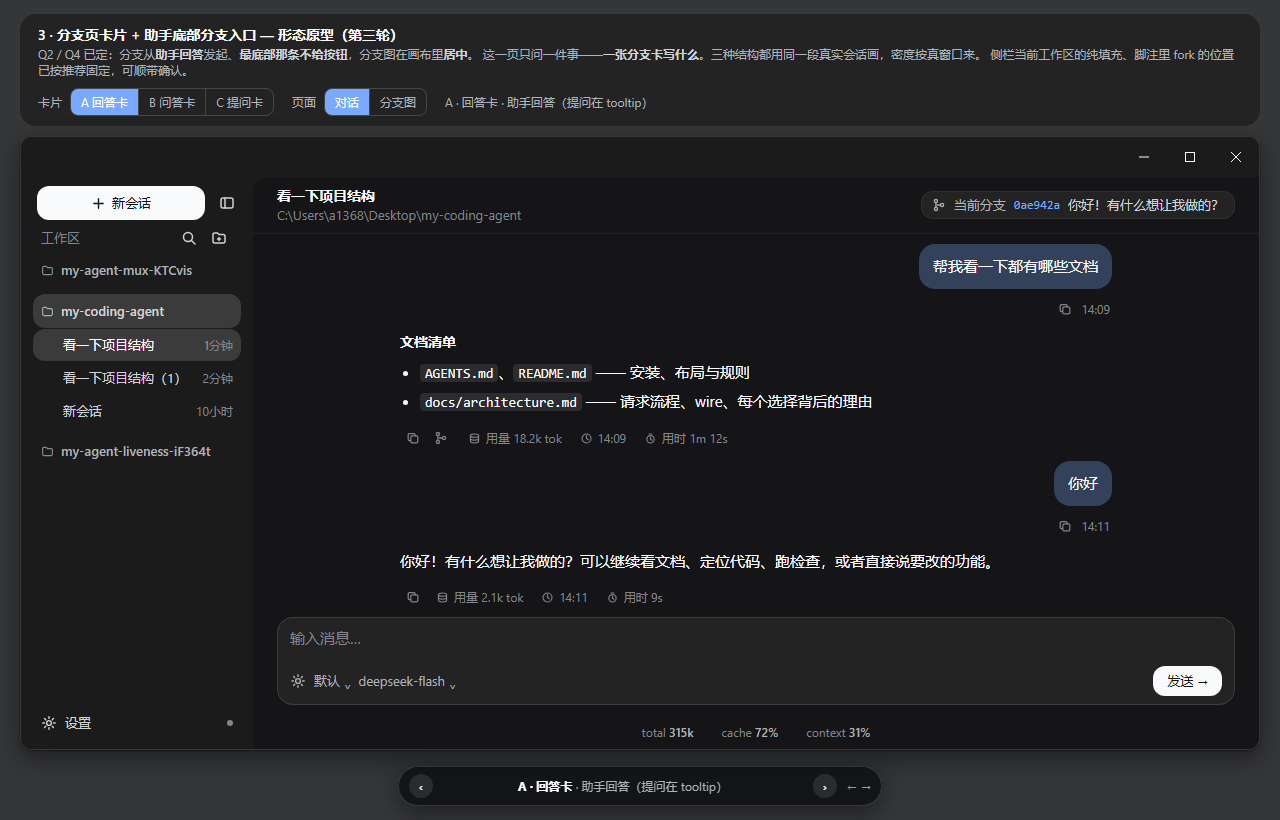 3 · 分支页卡片 + 助手底部分支入口 — 形态原型（第三轮）
Q2 / Q4 已定：分支从助手回答发起、最底部那条不给按钮，分支图在画布里居中。 这一页只问一件事——一张分支卡写什么。三种结构都用同一段真实会话画，密度按真窗口来。 侧栏当前工作区的纯填充、脚注里 fork 的位置
已按推荐固定，可顺带确认。
卡片 A 回答卡 B 问答卡 C 提问卡 页面 对话 分支图 A · 回答卡 · 助手回答（提问在 tooltip）
新会话
看一下项目结构
C:\Users\a1368\Desktop\my-coding-agent
当前分支 0ae942a 你好！有什么想让我做的？
工作区
my-agent-mux-KTCvis
my-coding-agent
看一下项目结构 1分钟
看一下项目结构（1） 2分钟
新会话 10小时
my-agent-liveness-iF364t
设置
帮我看一下都有哪些文档
14:09
文档清单
• AGENTS.md、README.md —— 安装、布局与规则
• docs/architecture.md —— 请求流程、wire、每个选择背后的理由
用量 18.2k tok 14:09 用时 1m 12s
你好
14:11
你好！有什么想让我做的？可以继续看文档、定位代码、跑检查，或者直接说要改的功能。
用量 2.1k tok 14:11 用时 9s
输入消息...
默认 deepseek-flash
发送 →
total 315k cache 72% context 31%
‹ A · 回答卡 · 助手回答（提问在 tooltip） › ← →